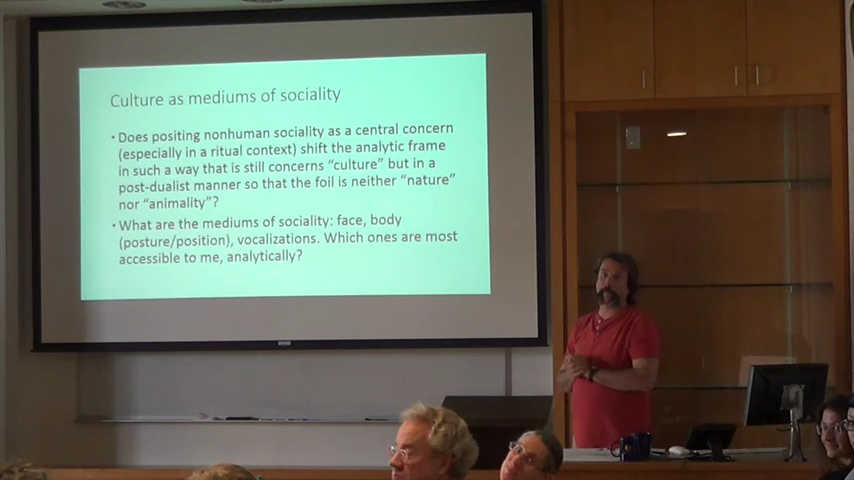 Culture as mediums of sociality
• Does positing nonhuman sociality as a central concern
(especially in a ritual context) shift the analytic frame
in such a way that is still concerns “culture” but in a
post-dualist manner so that the foil is neither “nature”
nor “animality”?
• What are the mediums of sociality: face, body
(posture/position), vocalizations. Which ones are most
accessible to me, analytically?